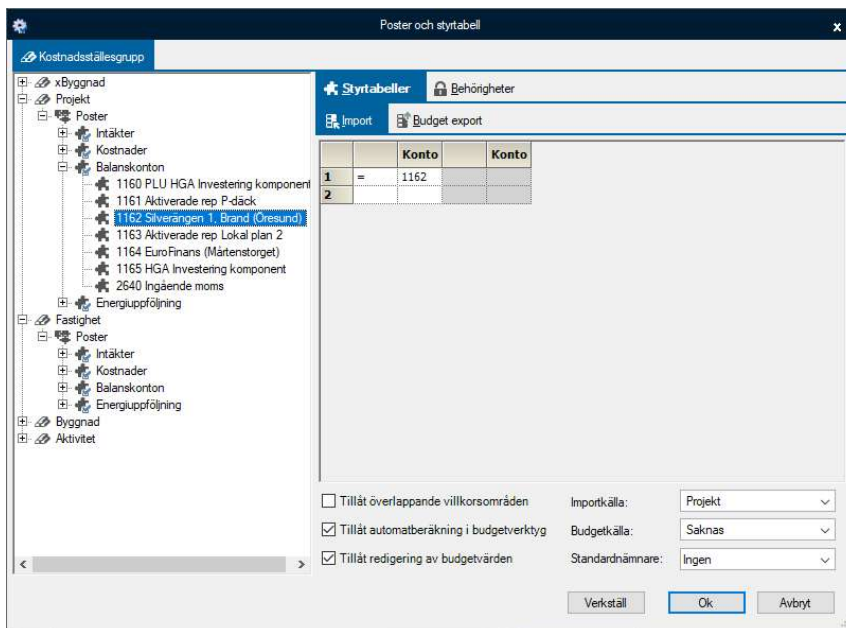 Poster och styrtabell
x
Kostnadsställesgrupp
xByggnad
Projekt
Poster
Intäkter
Kostnader
Balanskonton
1160 PLU HGA Investering komponent
1161 Aktiverade rep P-däck
1162 Silverängen 1, Brand (Öresund)
1163 Aktiverade rep Lokal plan 2
1164 EuroFinans (Mårtenstorget)
1165 HGA Investering komponent
2640 Ingående moms
Energiuppföljning
Fastighet
Poster
Intäkter
Kostnader
Balanskonton
Energiuppföljning
Byggnad
Aktivitet
Styrtabeller Behörigheter
Import Budget export
Konto Konto
1 = 1162
2
Tillåt överlappande villkorsområden Importkälla: Projekt
Tillåt automatberäkning i budgetverktyg Budgetkälla: Saknas
Tillåt redigering av budgetvärden Standardnämnare: Ingen
Verkställ Ok Avbryt